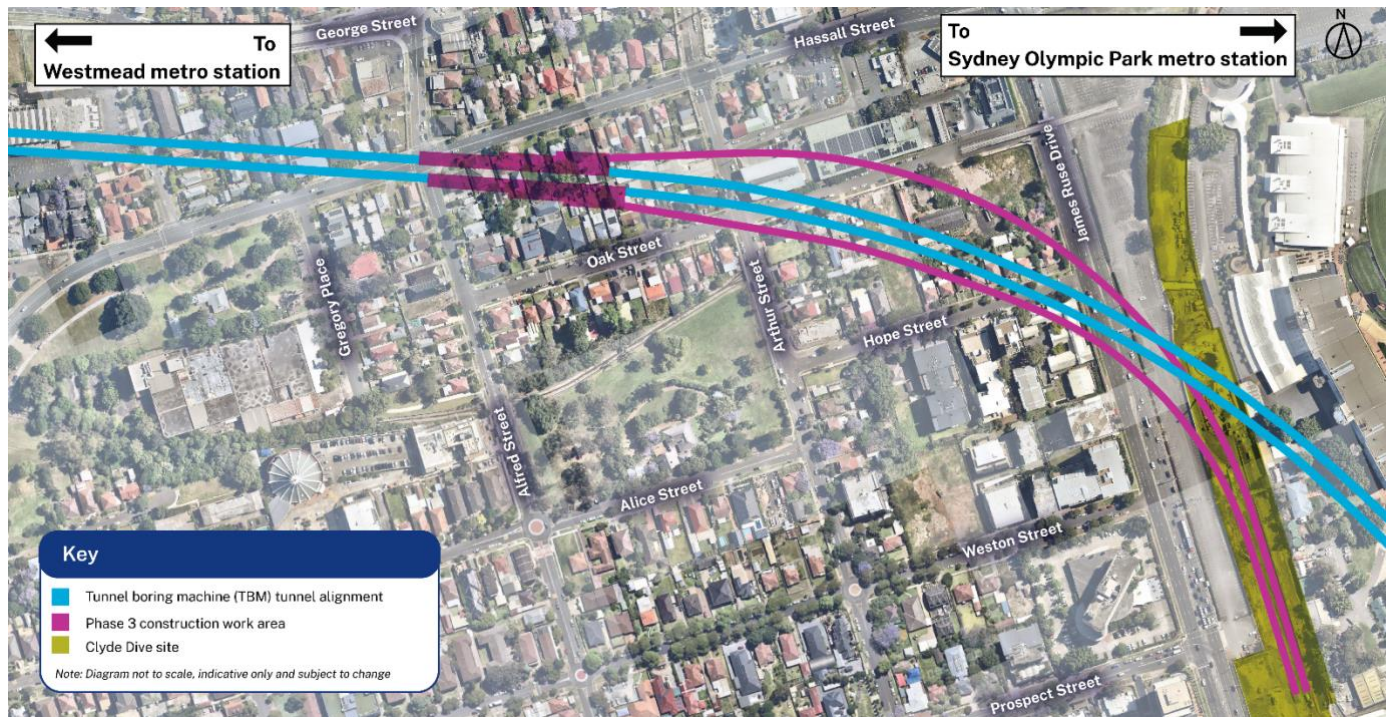 George Street
To
Westmead metro station
Hassall Street
To
Sydney Olympic Park metro station
N
James Ruse Drive
Oak Street
Gregory Place
Arthur Street
Hope Street
Alfred Street
Alice Street
Weston Street
Prospect Street
Key
Tunnel boring machine (TBM) tunnel alignment
Phase 3 construction work area
Clyde Dive site
Note: Diagram not to scale, indicative only and subject to change